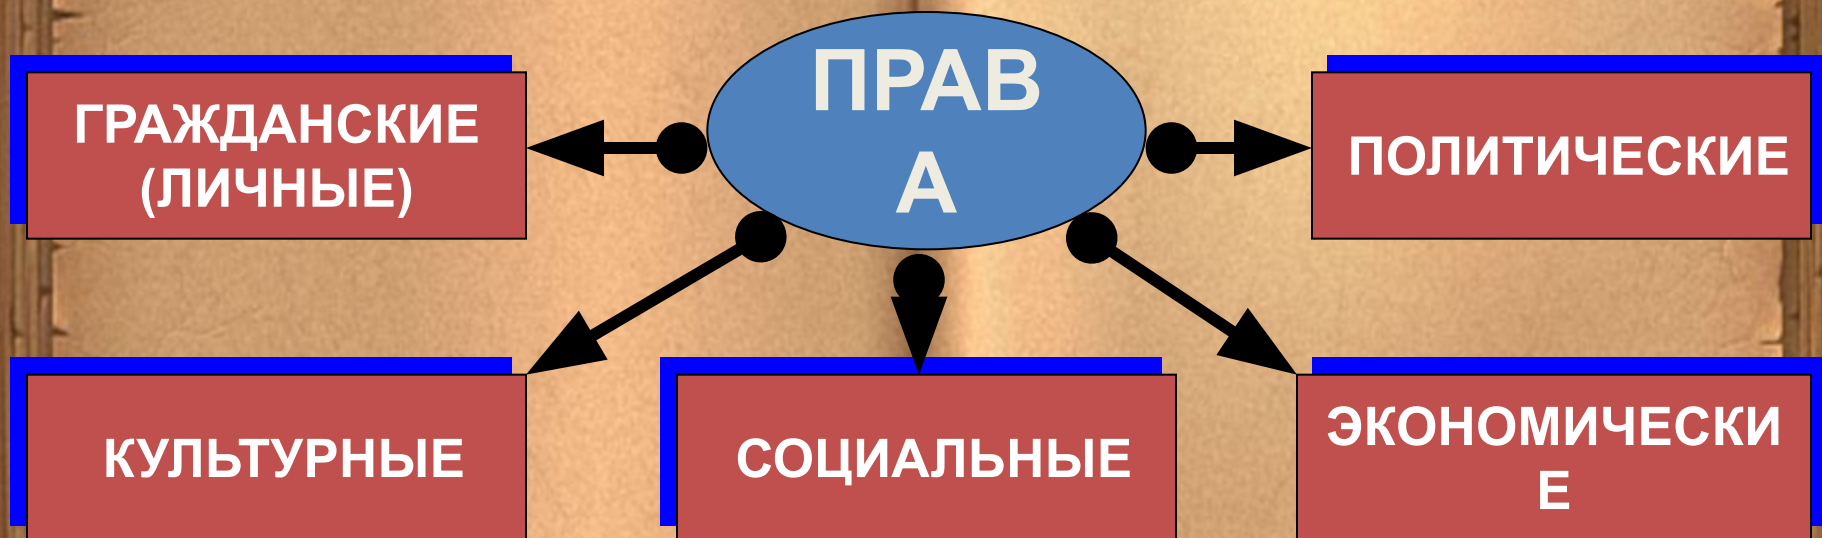 ПРАВ
А
ГРАЖДАНСКИЕ
(ЛИЧНЫЕ)
ПОЛИТИЧЕСКИЕ
КУЛЬТУРНЫЕ
СОЦИАЛЬНЫЕ
ЭКОНОМИЧЕСКИ
Е